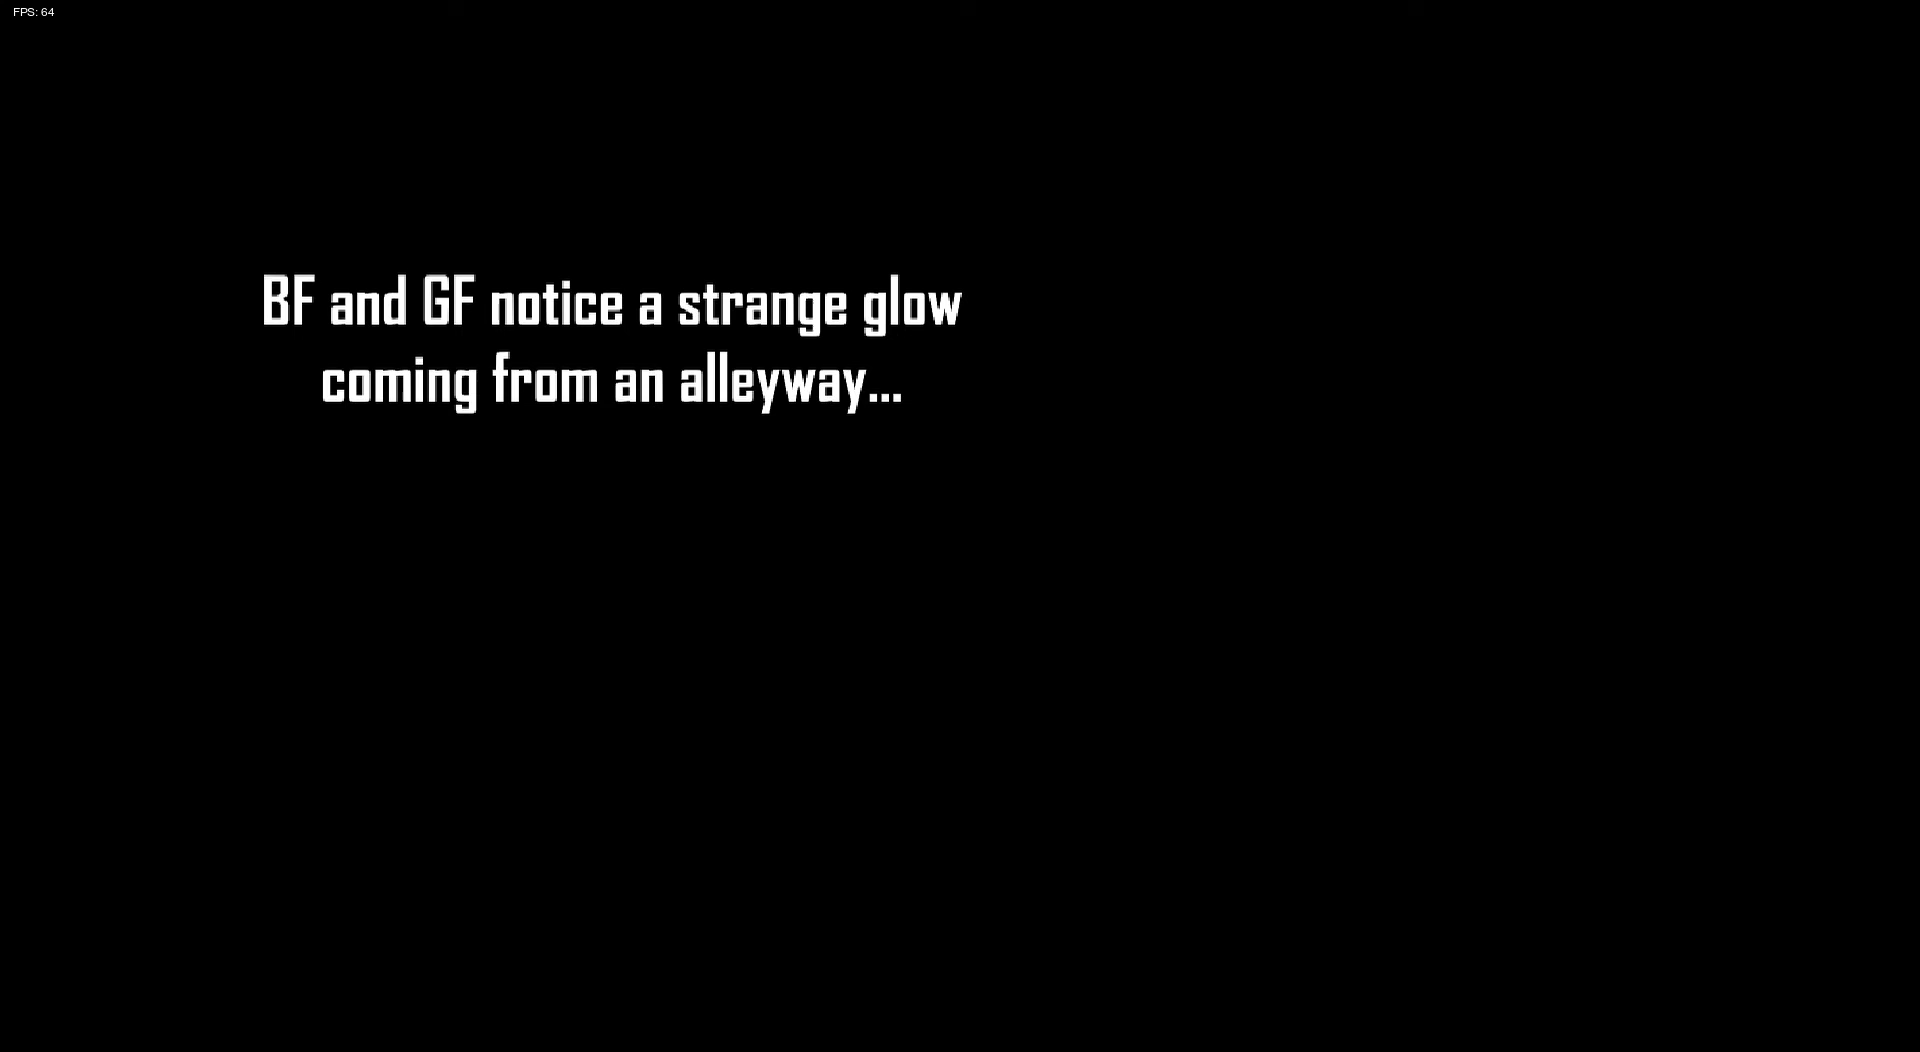 FPS: 64
BF and GF notice a strange glow
coming from an alleyway...